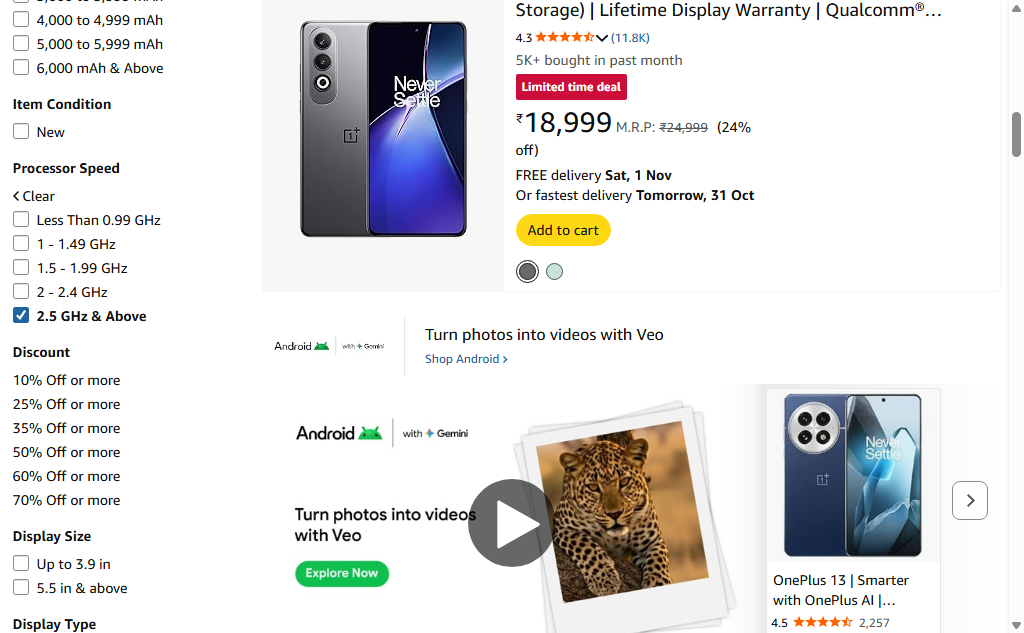 4,000 to 4,999 mAh
5,000 to 5,999 mAh
6,000 mAh & Above
Item Condition
New
Processor Speed
Clear
Less Than 0.99 GHz
1 - 1.49 GHz
1.5 - 1.99 GHz
2 - 2.4 GHz
2.5 GHz & Above
Discount
10% Off or more
25% Off or more
35% Off or more
50% Off or more
60% Off or more
70% Off or more
Display Size
Up to 3.9 in
5.5 in & above
Display Type
Never
Settle
Storage) | Lifetime Display Warranty | Qualcomm®…
4.3 (11.8K)
5K+ bought in past month
Limited time deal
₹18,999 M.R.P: ₹24,999 (24%
off)
FREE delivery Sat, 1 Nov
Or fastest delivery Tomorrow, 31 Oct
Add to cart
Android with Gemini
Turn photos into videos with Veo
Shop Android
Android with Gemini
Turn photos into videos
with Veo
Explore Now
Never
Settle
OnePlus 13 | Smarter
with OnePlus AI |…
4.5 2,257